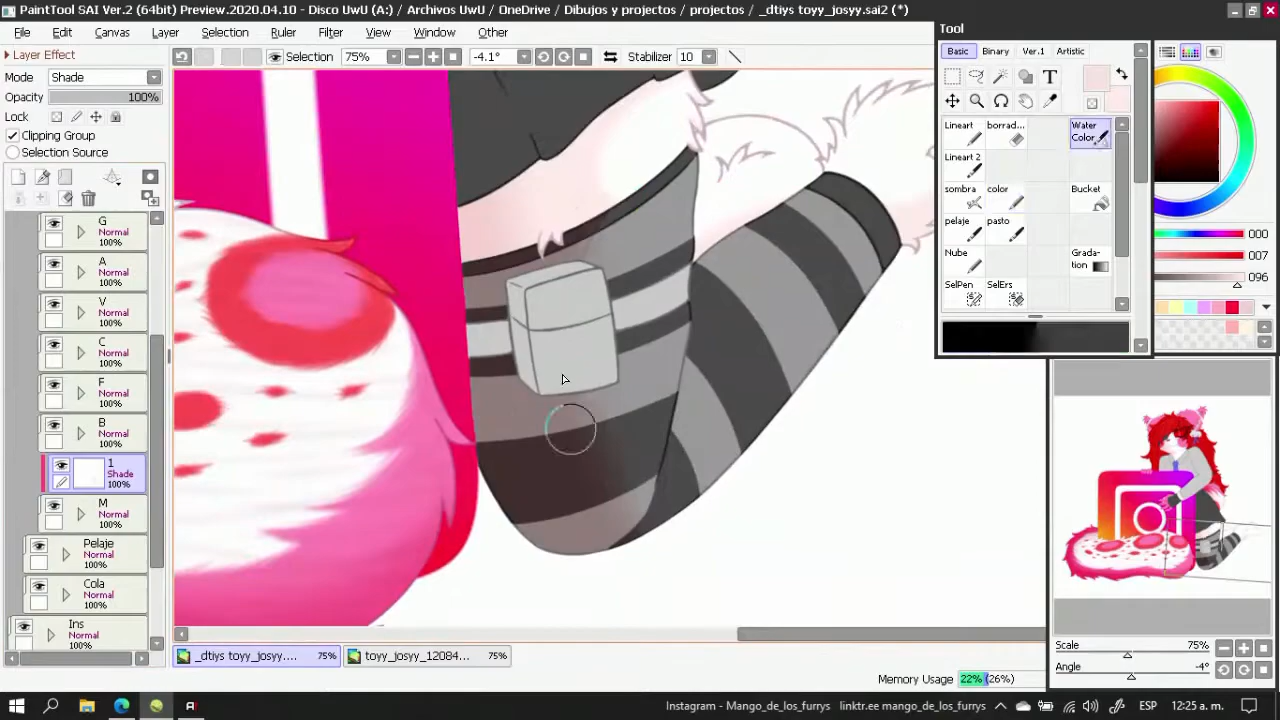 PaintTool SAI Ver.2 (64bit) Preview.2020.04.10 - Disco UwU (A:) / Archivos UwU / OneDrive / Dibujos y projectos / projectos / _dtiys toyy_josyy.sai2 (*)
File Edit Canvas Layer Selection Ruler Filter View Window Other
Layer Effect
Selection 75% -4.1° Stabilizer 10
Mode Shade
Opacity 100%
Lock
Clipping Group
Selection Source
G
Normal
100%
A
Normal
100%
V
Normal
100%
C
Normal
100%
F
Normal
100%
B
Normal
100%
1
Shade
100%
M
Normal
100%
Pelaje
Normal
100%
Cola
Normal
100%
Ins
Normal
100%
Tool
Basic Binary Ver.1 Artistic
T
Lineart borrad... Water Color
Lineart 2
sombra color Bucket
pelaje pasto
Nube Gradation
SelPen SelErs
000
007
096
Scale 75%
Angle -4°
_dtiys toyy_josyy.... 75% toyy_josyy_12084... 75%
Memory Usage 22% (26%)
Instagram - Mango_de_los_furrys linktr.ee mango_de_los_furrys ESP 12:25 a. m.